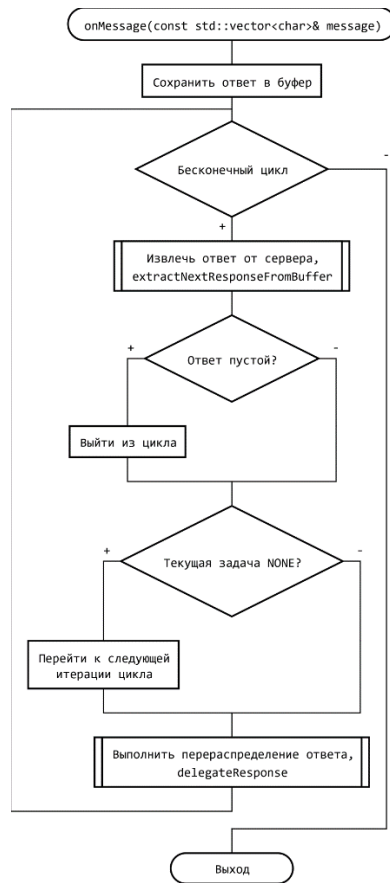 onMessage(const std::vector<char>& message)
Сохранить ответ в буфер
Бесконечный цикл
-
+
Извлечь ответ от сервера,
extractNextResponseFromBuffer
+
-
Ответ пустой?
Выйти из цикла
+
-
Текущая задача NONE?
Перейти к следующей
итерации цикла
Выполнить перераспределение ответа,
delegateResponse
Выход